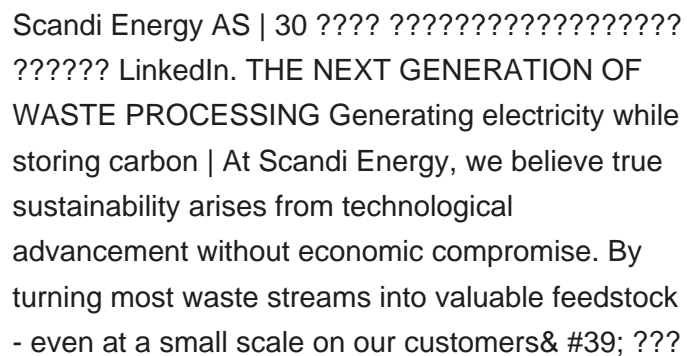 Scandi Energy AS | 30 ???? ??????????????????
?????? LinkedIn. THE NEXT GENERATION OF
WASTE PROCESSING Generating electricity while
storing carbon | At Scandi Energy, we believe true
sustainability arises from technological
advancement without economic compromise. By
turning most waste streams into valuable feedstock
- even at a small scale on our customers& #39; ???